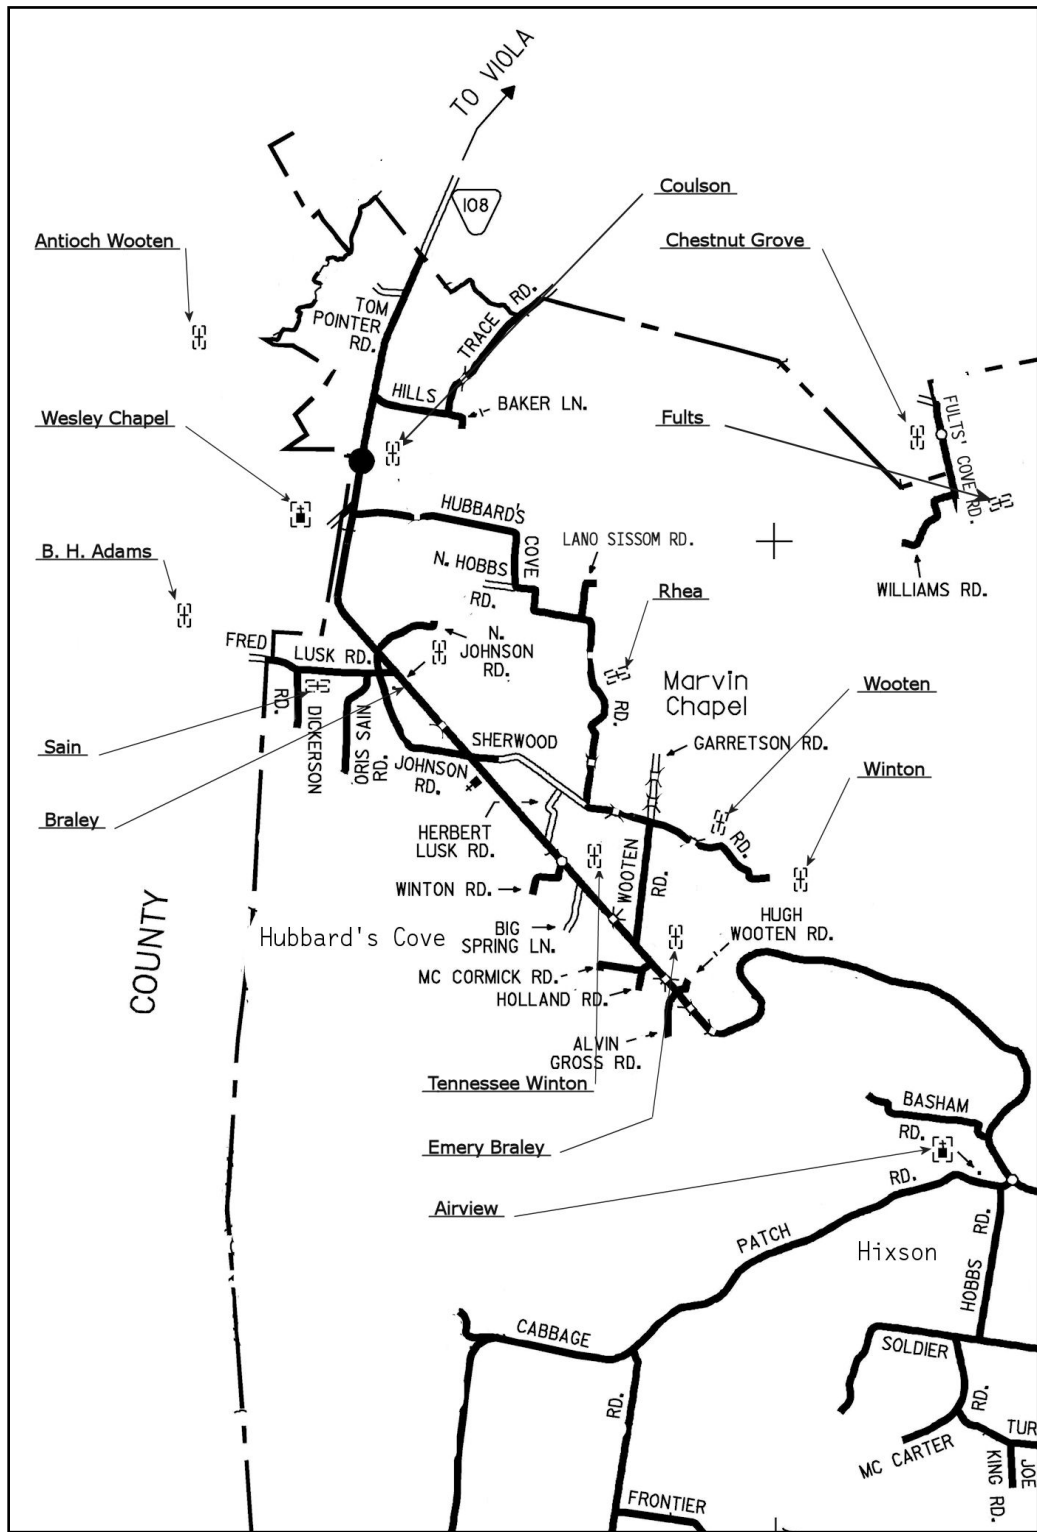 TO VIOLA
108
Coulson
Antioch Wooten
Chestnut Grove
TOM
POINTER
RD.
TRACE RD.
HILLS
BAKER LN.
Wesley Chapel
Fults
FULTS' COVE RD.
HUBBARD'S
COVE
RD.
LANO SISSOM RD.
N. HOBBS
RD.
B. H. Adams
WILLIAMS RD.
Rhea
FRED
LUSK RD.
N.
JOHNSON
RD.
Marvin
Chapel
Wooten
RD.
DICKERSON
ORIS SAIN
RD.
Sain
SHERWOOD
RD.
GARRETSON RD.
Winton
JOHNSON
RD.
Braley
HERBERT
LUSK RD.
WINTON RD.
WOOTEN
RD.
HUGH
WOOTEN RD.
COUNTY
Hubbard's Cove
BIG
SPRING LN.
MC CORMICK RD.
HOLLAND RD.
ALVIN
GROSS RD.
Tennessee Winton
BASHAM
RD.
Emery Braley
Airview
RD.
PATCH
Hixson
HOBBS
RD.
CABBAGE
RD.
SOLDIER
RD.
MC CARTER
TUR
KING RD.
JOE
FRONTIER